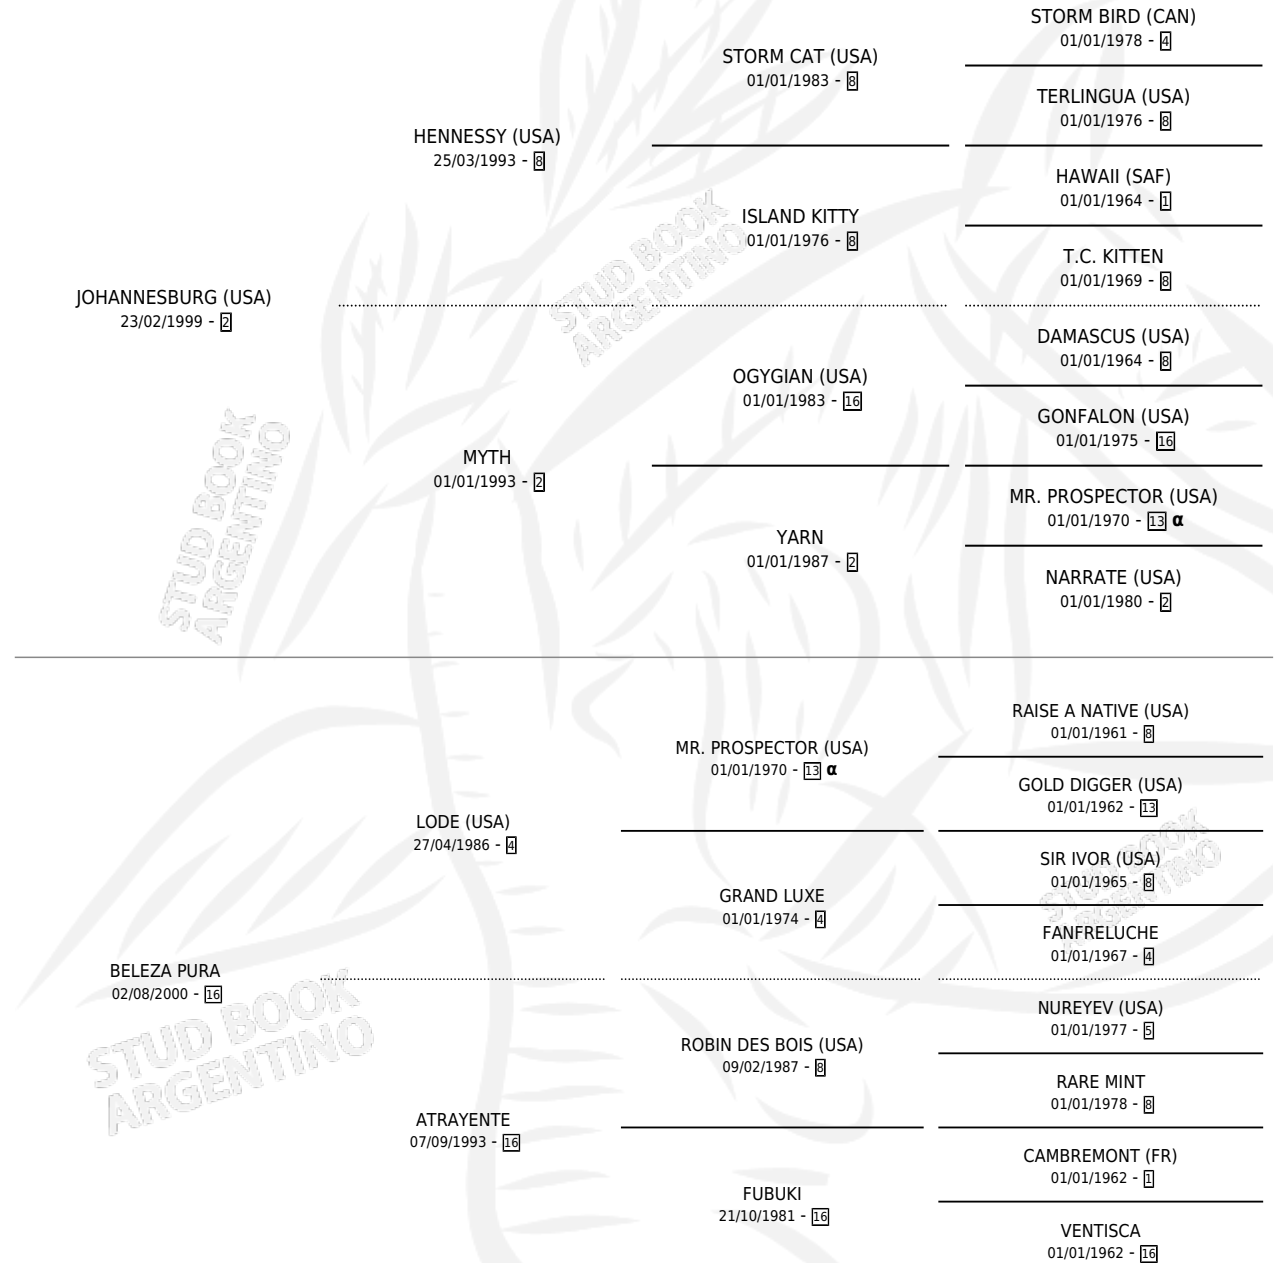 STORM BIRD (CAN)
01/01/1978 - 4
STORM CAT (USA)
01/01/1983 - 8
TERLINGUA (USA)
01/01/1976 - 8
HENNESSY (USA)
25/03/1993 - 8
HAWAII (SAF)
01/01/1964 - 1
ISLAND KITTY
01/01/1976 - 8
T.C. KITTEN
01/01/1969 - 8
JOHANNESBURG (USA)
23/02/1999 - 2
DAMASCUS (USA)
01/01/1964 - 8
OGYGIAN (USA)
01/01/1983 - 16
GONFALON (USA)
01/01/1975 - 16
MYTH
01/01/1993 - 2
MR. PROSPECTOR (USA)
01/01/1970 - 13 α
YARN
01/01/1987 - 2
NARRATE (USA)
01/01/1980 - 2
RAISE A NATIVE (USA)
01/01/1961 - 8
MR. PROSPECTOR (USA)
01/01/1970 - 13 α
GOLD DIGGER (USA)
01/01/1962 - 13
LODE (USA)
27/04/1986 - 4
SIR IVOR (USA)
01/01/1965 - 8
GRAND LUXE
01/01/1974 - 4
FANFRELUCHE
01/01/1967 - 4
BELEZA PURA
02/08/2000 - 16
NUREYEV (USA)
01/01/1977 - 5
ROBIN DES BOIS (USA)
09/02/1987 - 8
RARE MINT
01/01/1978 - 8
ATRAYENTE
07/09/1993 - 16
CAMBREMONT (FR)
01/01/1962 - 1
FUBUKI
21/10/1981 - 16
VENTISCA
01/01/1962 - 16
STUD BOOK
ARGENTINO
STUD BOOK
ARGENTINO
STUD BOOK
ARGENTINO
STUD BOOK
ARGENTINO